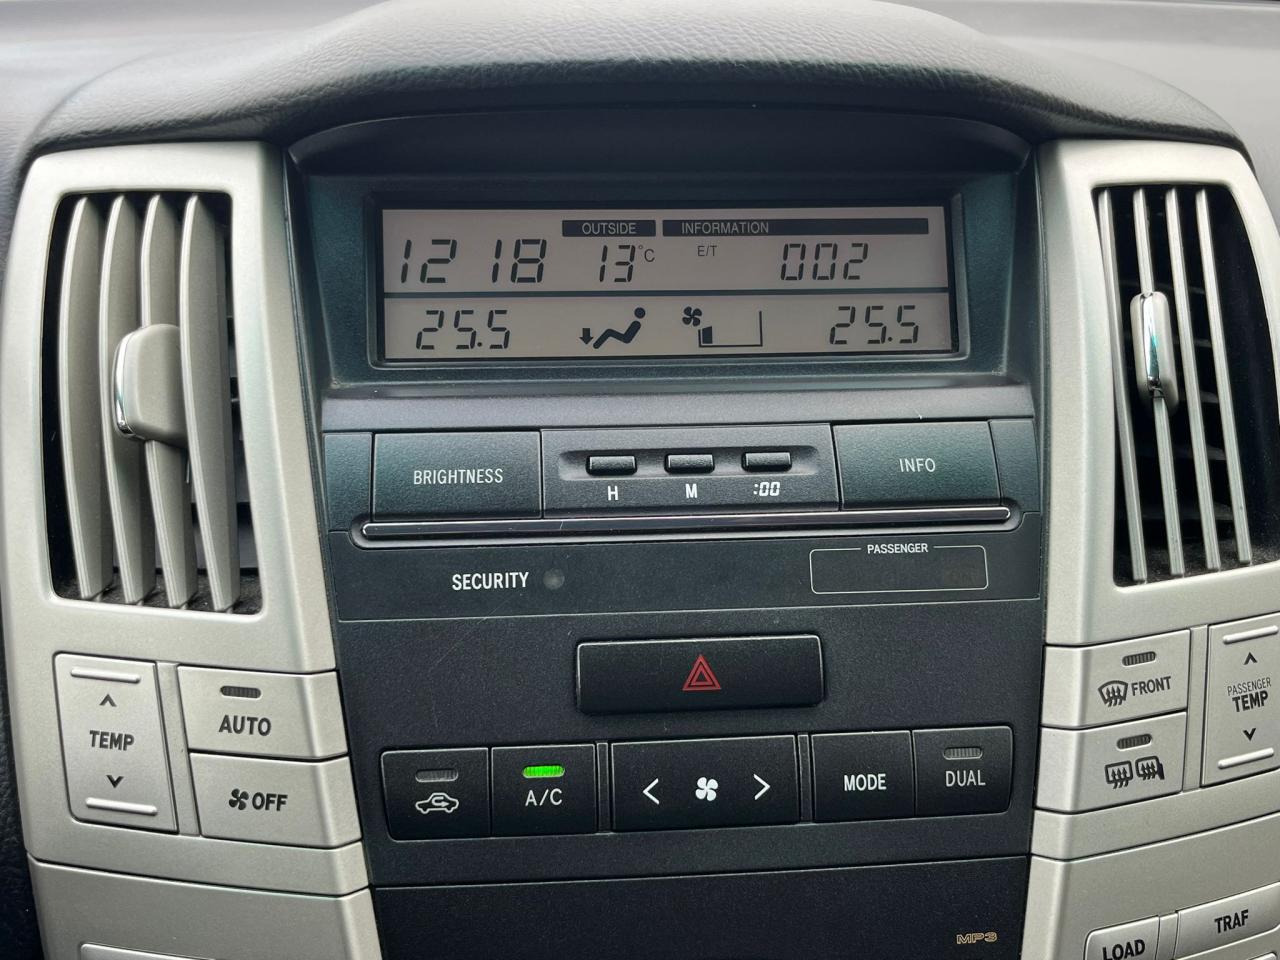 OUTSIDE INFORMATION
12 18 13°C E/T 002
25.5 25.5
BRIGHTNESS
H M :00
INFO
SECURITY
PASSENGER
TEMP
AUTO
OFF
A/C
MODE
DUAL
FRONT
PASSENGER
TEMP
MP3
LOAD
TRAF